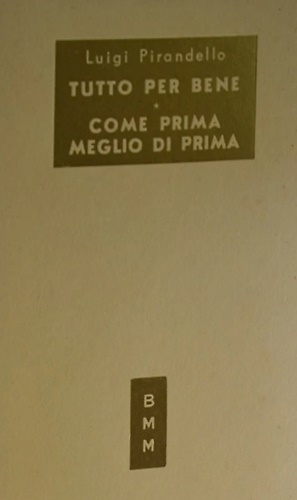 Luigi Pirandello
TUTTO PER BENE
COME PRIMA
MEGLIO DI PRIMA
B
M
M